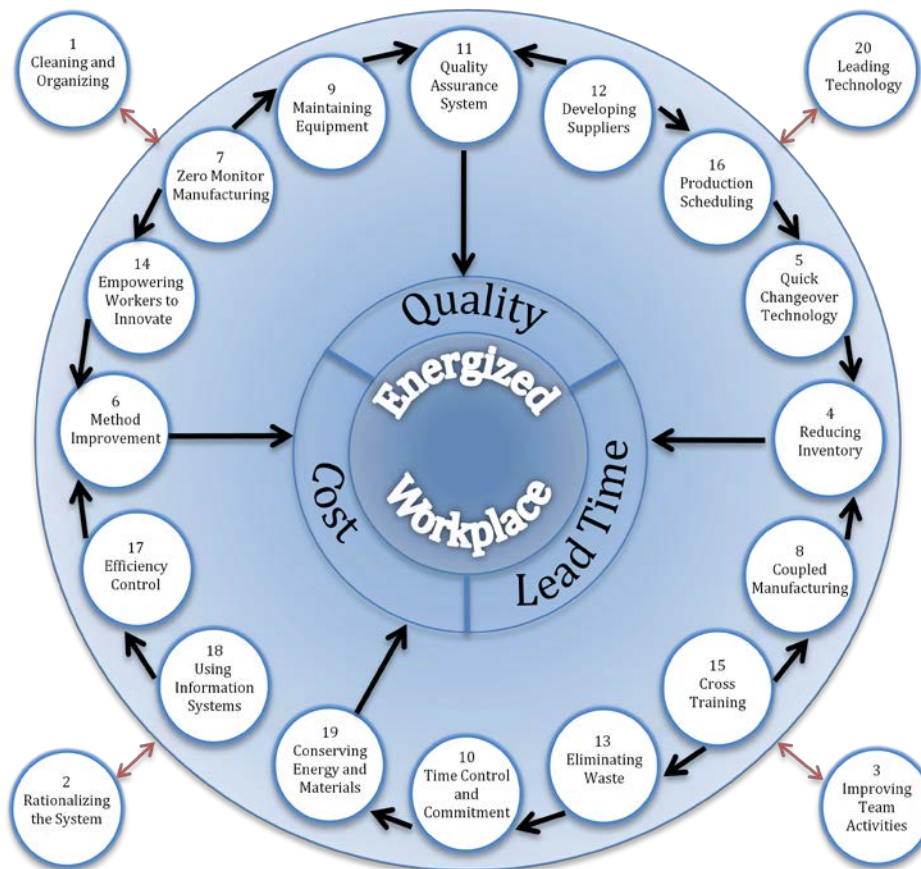 1
Cleaning and
Organizing
20
Leading
Technology
11
Quality
Assurance
System
9
Maintaining
Equipment
12
Developing
Suppliers
7
Zero Monitor
Manufacturing
16
Production
Scheduling
14
Empowering
Workers to
Innovate
5
Quick
Changeover
Technology
Quality
Energized
Workplace
Cost
Lead Time
6
Method
Improvement
4
Reducing
Inventory
17
Efficiency
Control
8
Coupled
Manufacturing
18
Using
Information
Systems
15
Cross
Training
19
Conserving
Energy and
Materials
10
Time Control
and
Commitment
13
Eliminating
Waste
2
Rationalizing
the System
3
Improving
Team
Activities